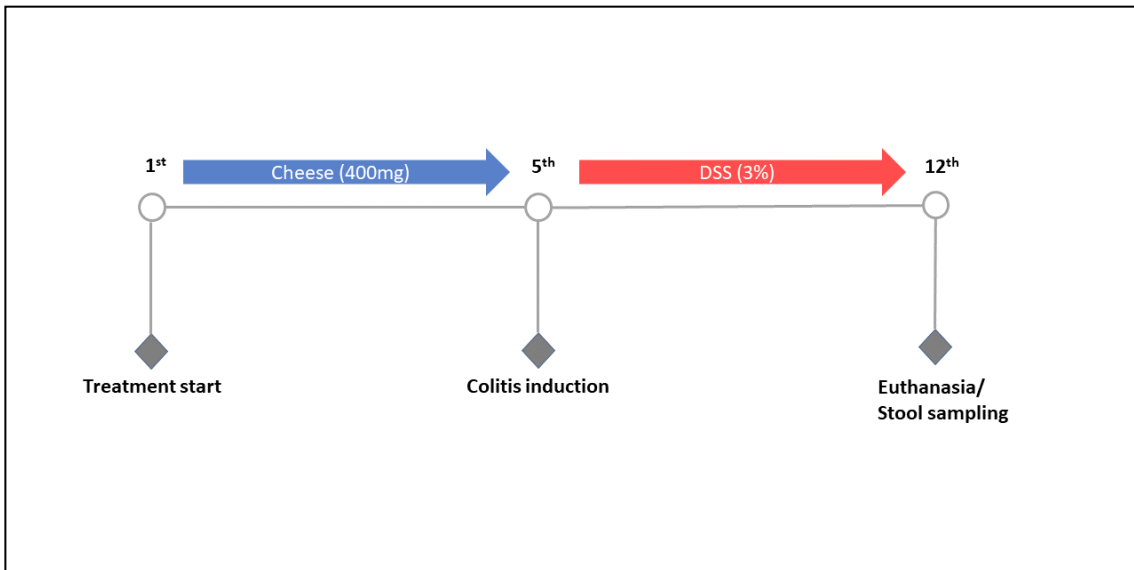 1st
Cheese (400mg)
5th
DSS (3%)
12th
Treatment start
Colitis induction
Euthanasia/
Stool sampling